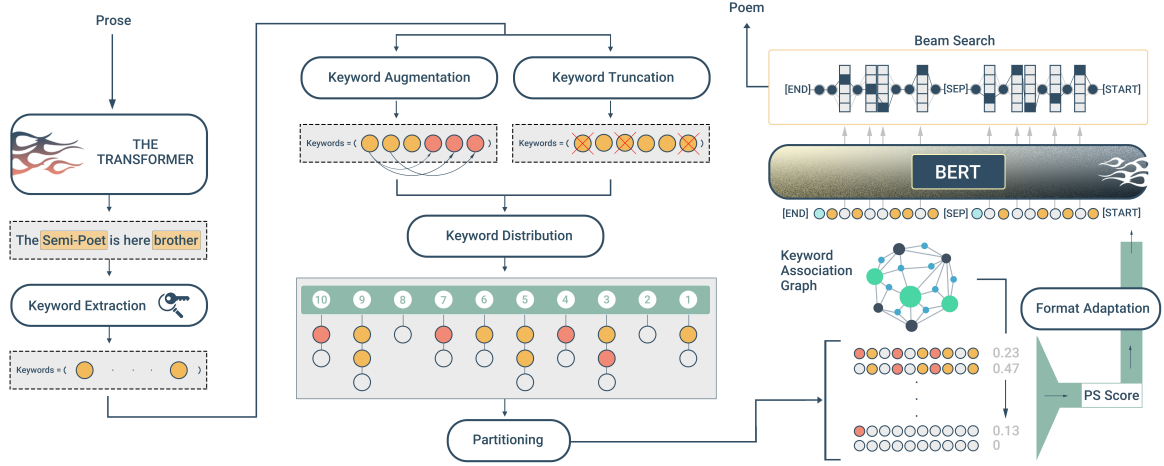 Prose
THE
TRANSFORMER
The Semi-Poet is here brother
Keyword Extraction
Keywords = ( · · · )
Keyword Augmentation
Keyword Truncation
Keywords = ( )
Keywords = ( )
Keyword Distribution
10 9 8 7 6 5 4 3 2 1
Partitioning
Poem
Beam Search
[END] [SEP] [START]
BERT
[END] [SEP] [START]
Keyword
Association
Graph
Format Adaptation
0.23
0.47
PS Score
0.13
0